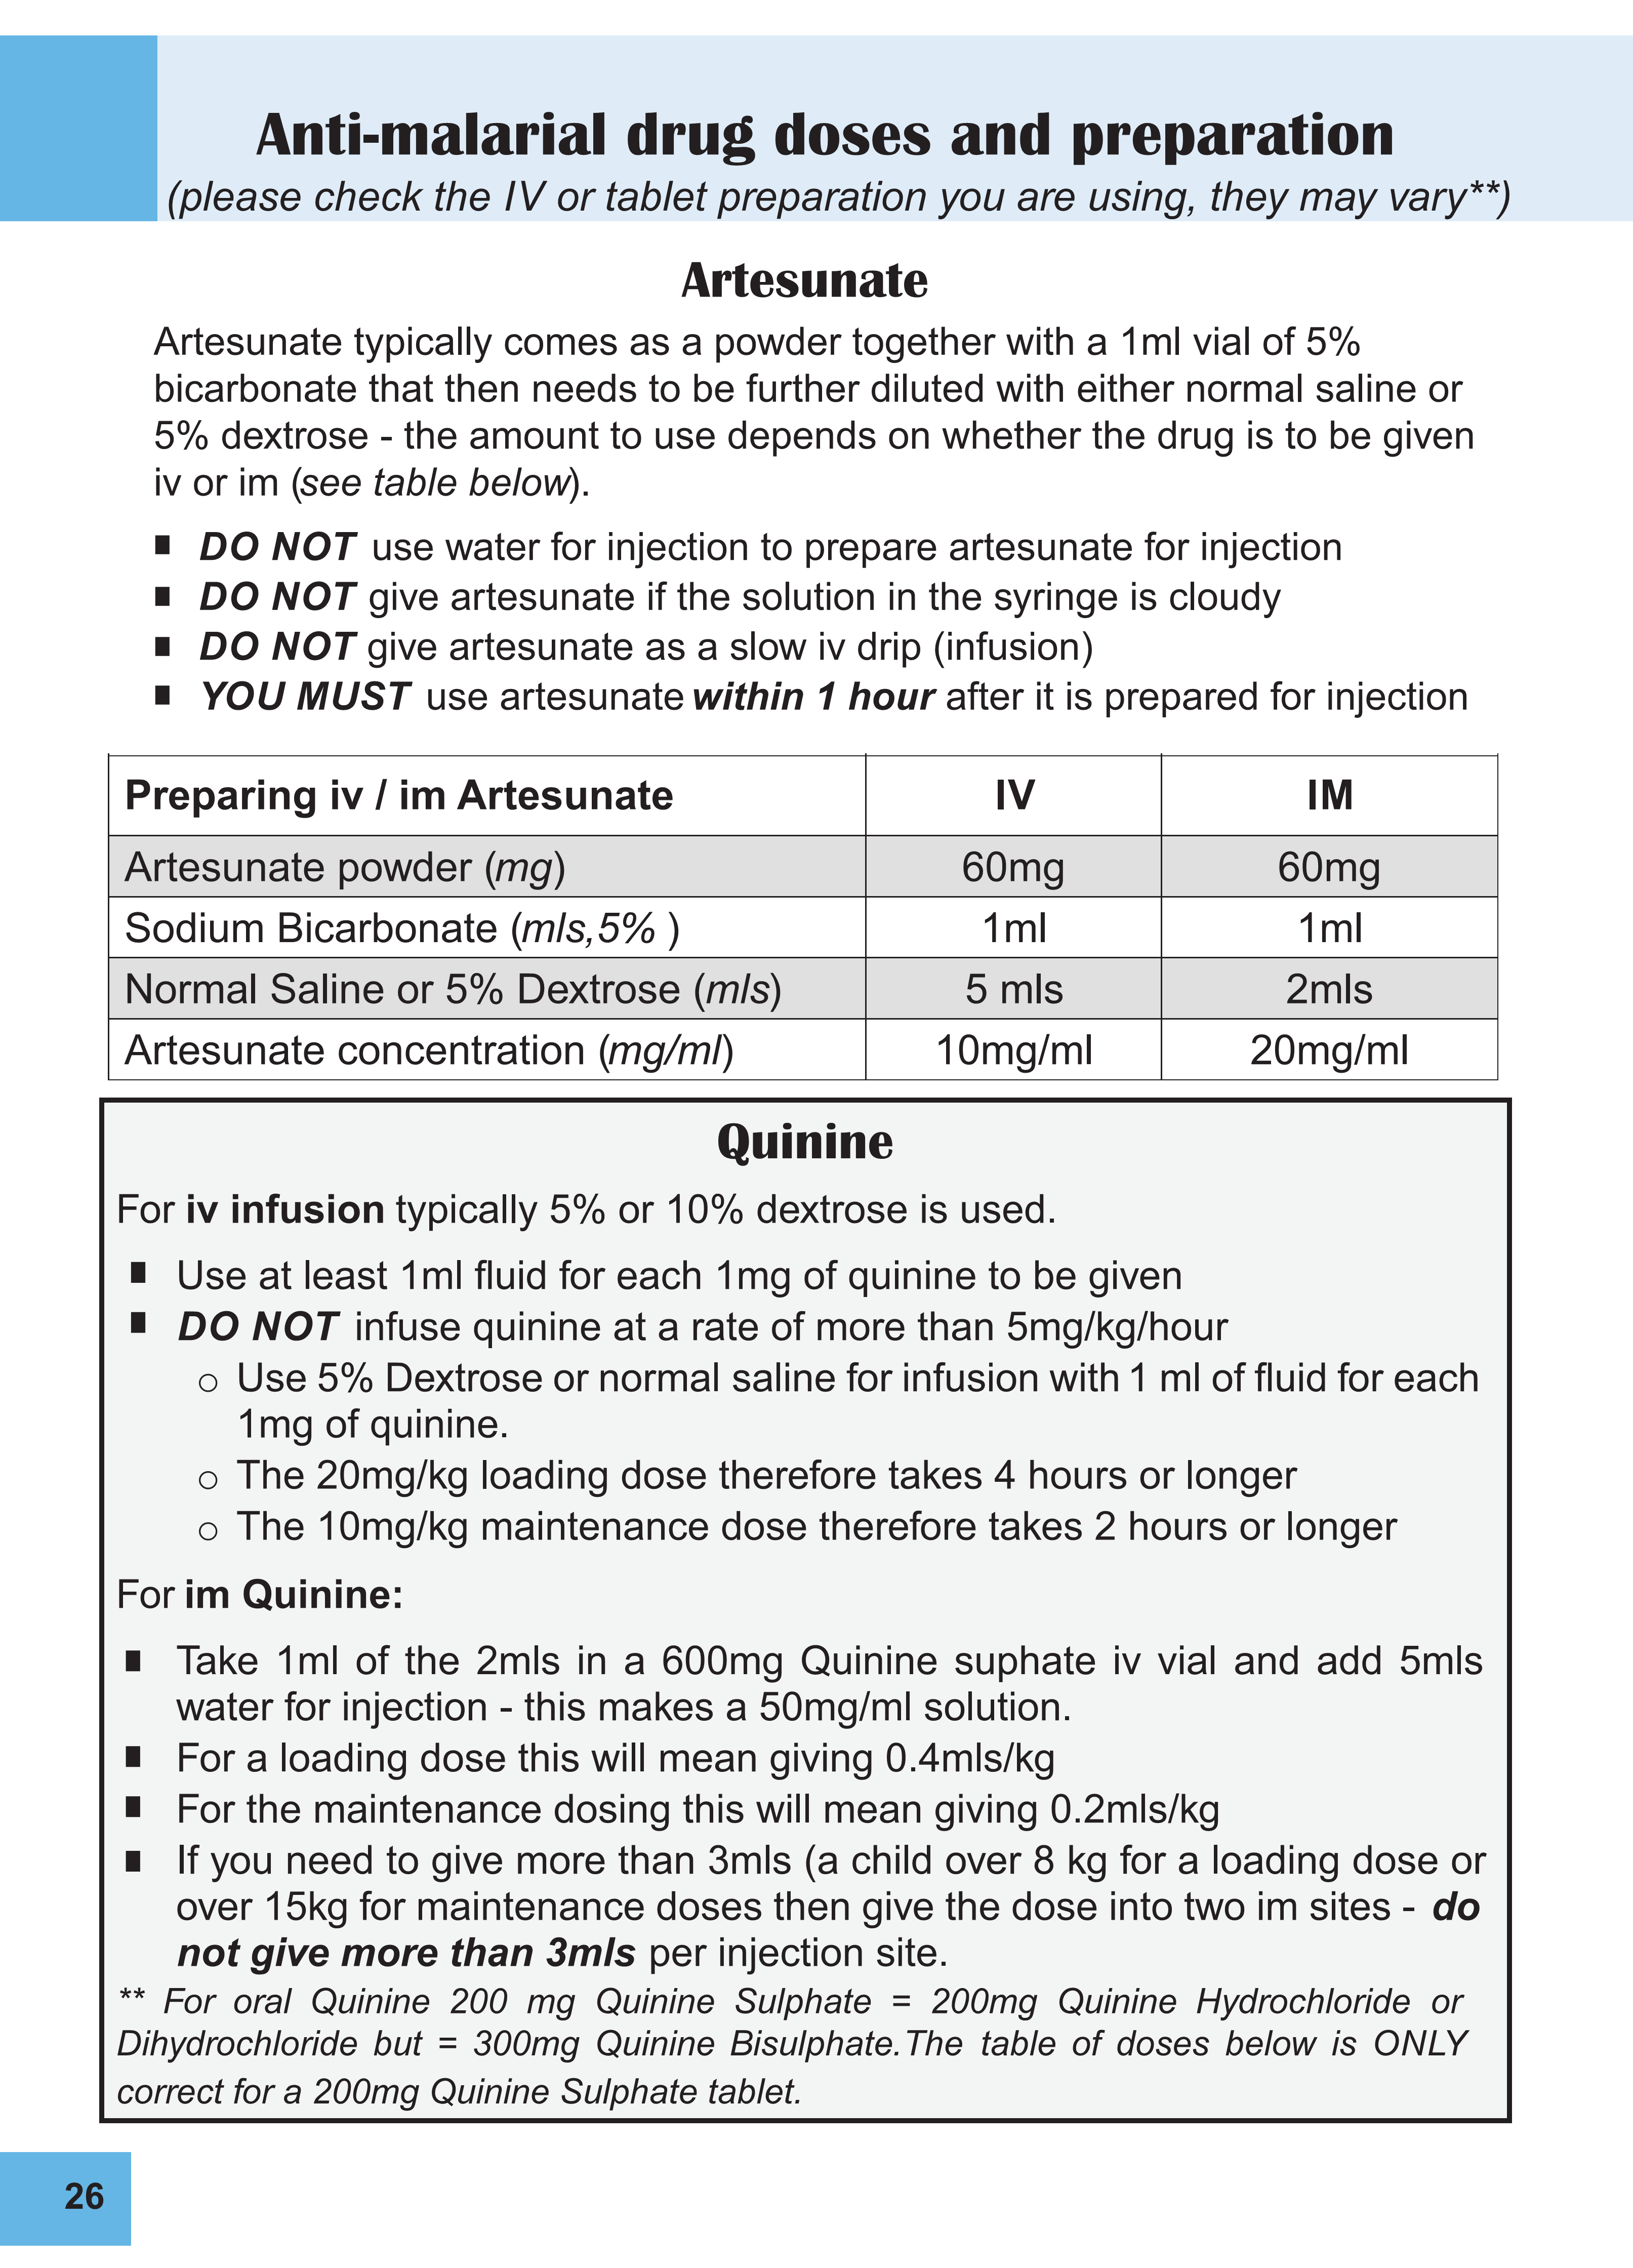 Anti-malarial drug doses and preparation
(please check the IV or tablet preparation you are using, they may vary**)
Artesunate
Artesunate typically comes as a powder together with a 1ml vial of 5%
bicarbonate that then needs to be further diluted with either normal saline or
5% dextrose - the amount to use depends on whether the drug is to be given
iv or im (see table below).
■ DO NOT use water for injection to prepare artesunate for injection
■ DO NOT give artesunate if the solution in the syringe is cloudy
■ DO NOT give artesunate as a slow iv drip (infusion)
■ YOU MUST use artesunate within 1 hour after it is prepared for injection
Preparing iv / im Artesunate IV IM
Artesunate powder (mg) 60mg 60mg
Sodium Bicarbonate (mls,5% ) 1ml 1ml
Normal Saline or 5% Dextrose (mls) 5 mls 2mls
Artesunate concentration (mg/ml) 10mg/ml 20mg/ml
Quinine
For iv infusion typically 5% or 10% dextrose is used.
■ Use at least 1ml fluid for each 1mg of quinine to be given
■ DO NOT infuse quinine at a rate of more than 5mg/kg/hour
○ Use 5% Dextrose or normal saline for infusion with 1 ml of fluid for each
1mg of quinine.
○ The 20mg/kg loading dose therefore takes 4 hours or longer
○ The 10mg/kg maintenance dose therefore takes 2 hours or longer
For im Quinine:
■ Take 1ml of the 2mls in a 600mg Quinine suphate iv vial and add 5mls
water for injection - this makes a 50mg/ml solution.
■ For a loading dose this will mean giving 0.4mls/kg
■ For the maintenance dosing this will mean giving 0.2mls/kg
■ If you need to give more than 3mls (a child over 8 kg for a loading dose or
over 15kg for maintenance doses then give the dose into two im sites - do
not give more than 3mls per injection site.
** For oral Quinine 200 mg Quinine Sulphate = 200mg Quinine Hydrochloride or
Dihydrochloride but = 300mg Quinine Bisulphate.The table of doses below is ONLY
correct for a 200mg Quinine Sulphate tablet.
26